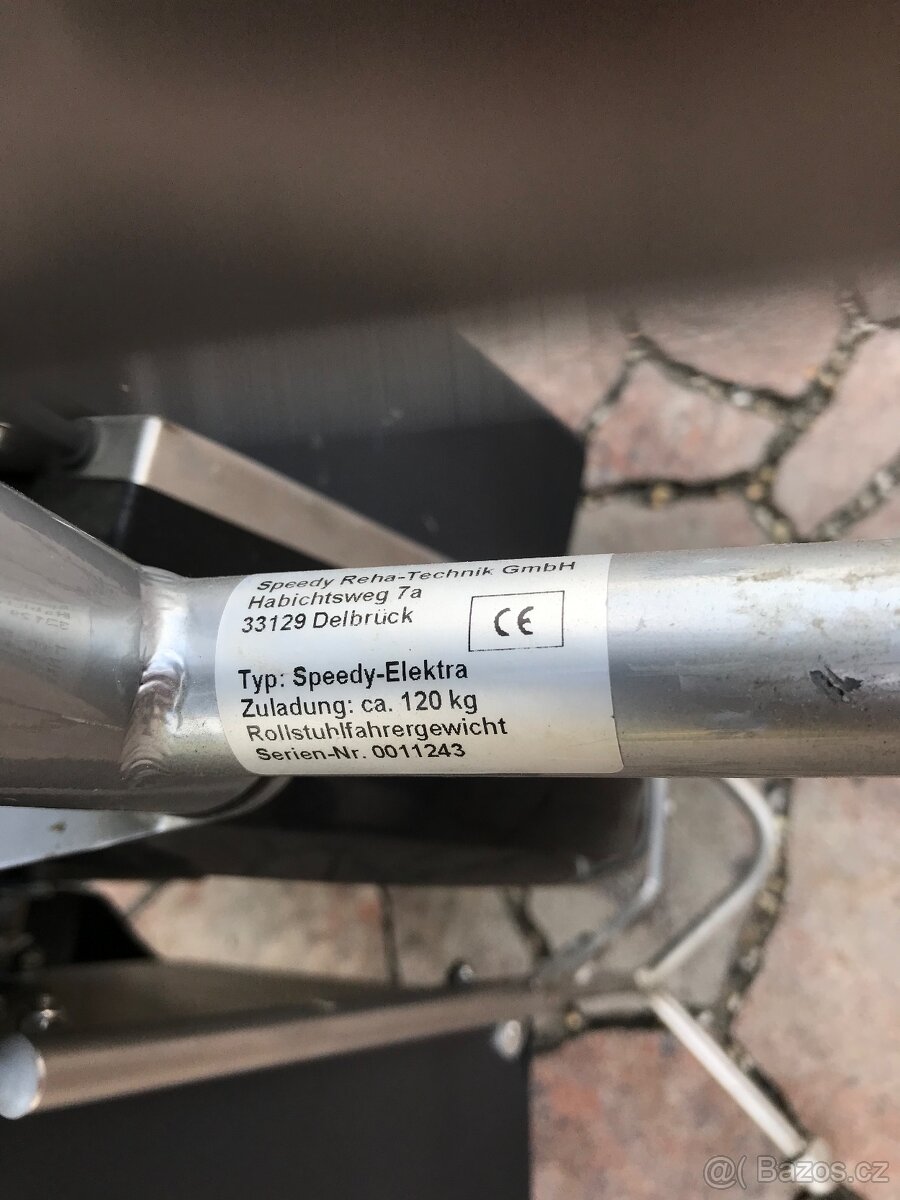 Speedy Reha-Technik GmbH
Habichtsweg 7a
33129 Delbrück
CE
Typ: Speedy-Elektra
Zuladung: ca. 120 kg
Rollstuhlfahrergewicht
Serien-Nr. 0011243
@( Bazos.cz